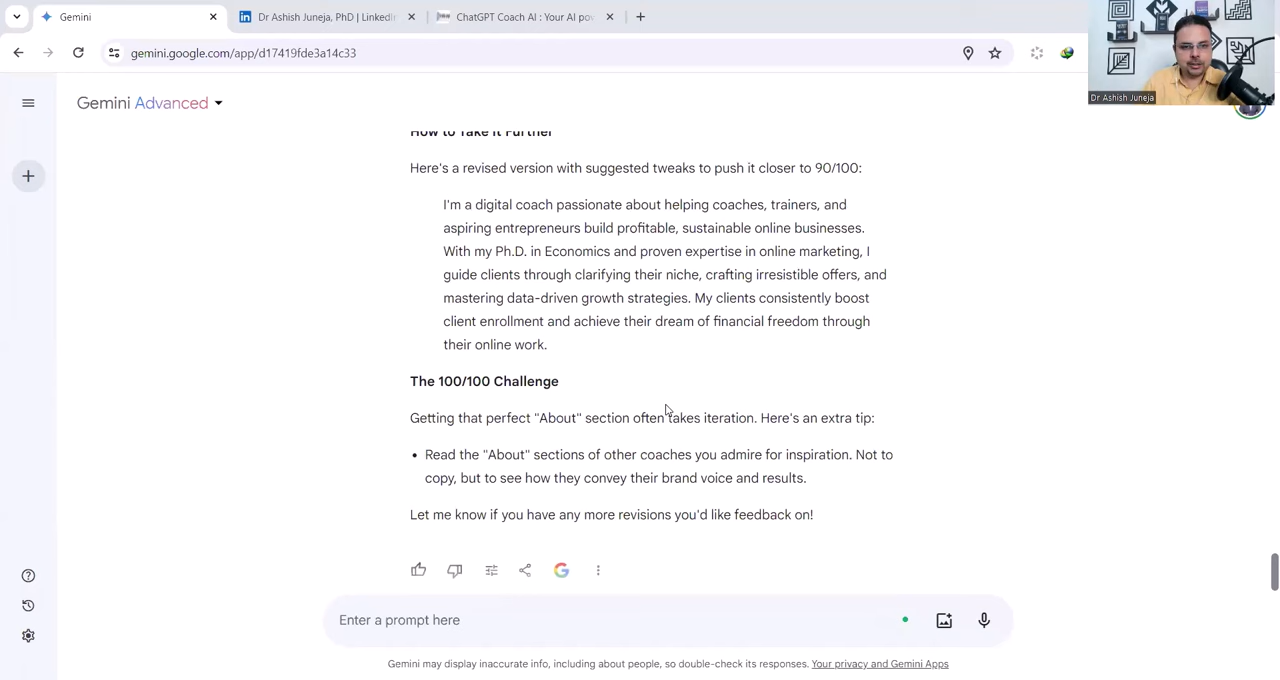 Gemini
Dr Ashish Juneja, PhD | LinkedIn
ChatGPT Coach AI : Your AI pow
gemini.google.com/app/d17419fde3a14c33
Dr Ashish Juneja
Gemini Advanced
How to Take It Further
Here's a revised version with suggested tweaks to push it closer to 90/100:
I'm a digital coach passionate about helping coaches, trainers, and
aspiring entrepreneurs build profitable, sustainable online businesses.
With my Ph.D. in Economics and proven expertise in online marketing, I
guide clients through clarifying their niche, crafting irresistible offers, and
mastering data-driven growth strategies. My clients consistently boost
client enrollment and achieve their dream of financial freedom through
their online work.
The 100/100 Challenge
Getting that perfect "About" section often takes iteration. Here's an extra tip:
• Read the "About" sections of other coaches you admire for inspiration. Not to
copy, but to see how they convey their brand voice and results.
Let me know if you have any more revisions you'd like feedback on!
Enter a prompt here
Gemini may display inaccurate info, including about people, so double-check its responses. Your privacy and Gemini Apps